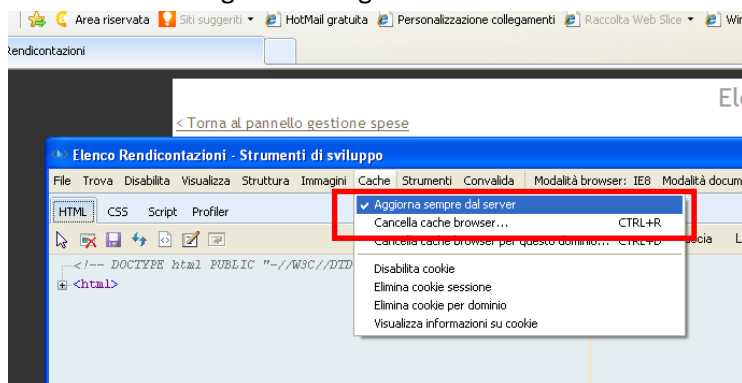 Area riservata Siti suggeriti HotMail gratuita Personalizzazione collegamenti Raccolta Web Slice
Rendicontazioni
< Torna al pannello gestione spese
Elenco Rendicontazioni - Strumenti di sviluppo
File Trova Disabilita Visualizza Struttura Immagini Cache Strumenti Convalida Modalità browser: IE8 Modalità docum
HTML CSS Script Profiler
Aggiorna sempre dal server
Cancella cache browser... CTRL+R
Cancella cache browser per questo dominio... CTRL+D
<!-- DOCTYPE html PUBLIC "-//W3C//DTD
<html>
Disabilita cookie
Elimina cookie sessione
Elimina cookie per dominio
Visualizza informazioni su cookie